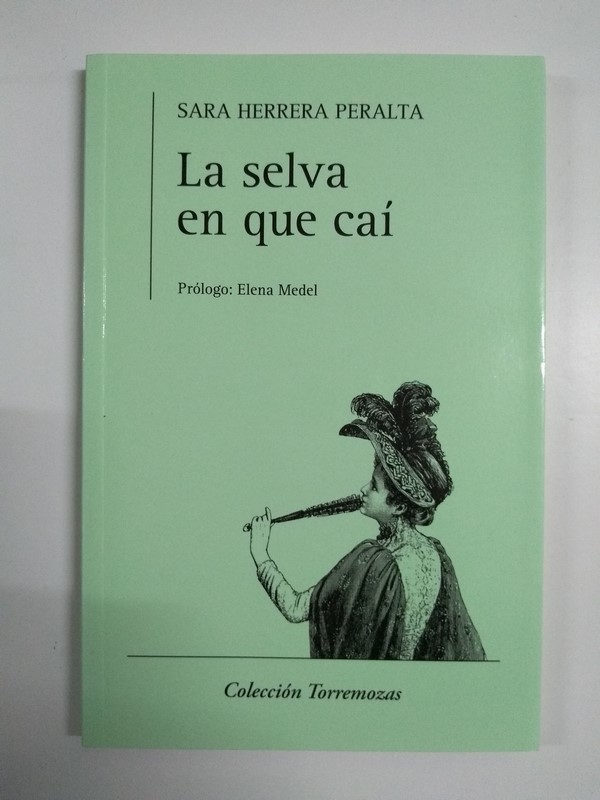 SARA HERRERA PERALTA
La selva
en que caí
Prólogo: Elena Medel
Colección Torremozas